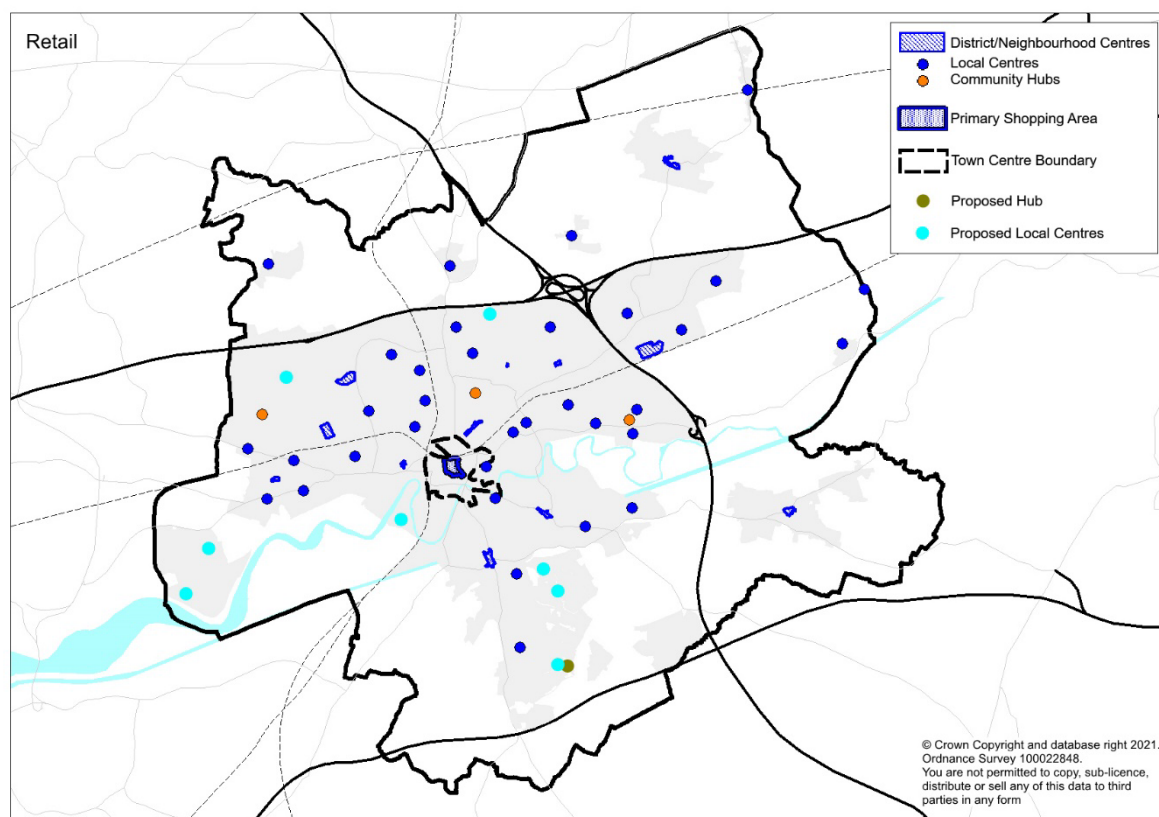 Retail
District/Neighbourhood Centres
Local Centres
Community Hubs
Primary Shopping Area
Town Centre Boundary
Proposed Hub
Proposed Local Centres
© Crown Copyright and database right 2021.
Ordnance Survey 100022848.
You are not permitted to copy, sub-licence,
distribute or sell any of this data to third
parties in any form